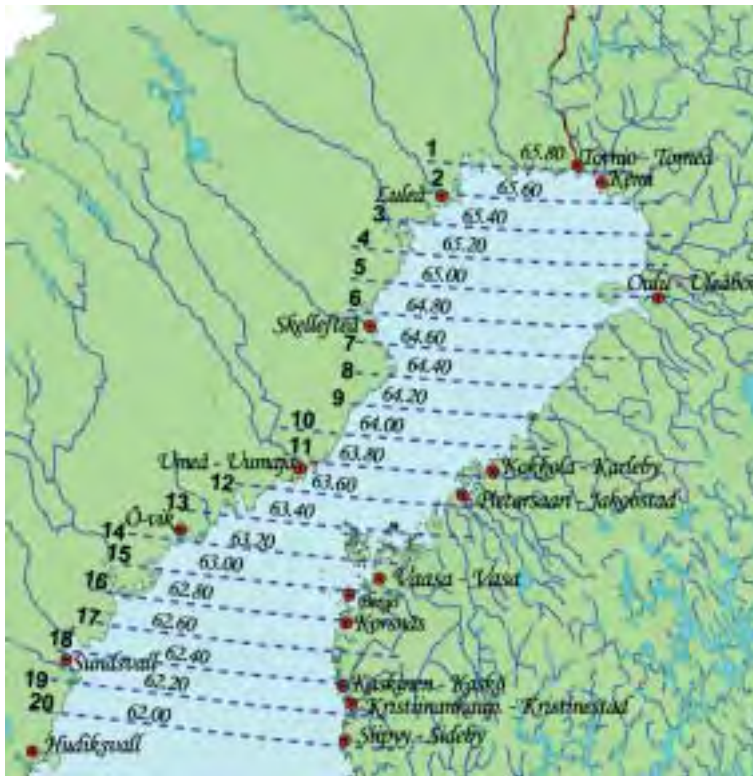 1 65.80 Tornio - Torneå
2 65.60 Kemi
Luleå
3 65.40
4 65.20
5 65.00
Oulu - Uleåbor
6 64.80
Skellefteå
7 64.60
8 64.40
9 64.20
10 64.00
11 63.80
Umeå - Uumaja
Kokkola - Karleby
12 63.60
Pietarsaari - Jakobstad
13 63.40
Ö-vik
14 63.20
15 63.00
Vaasa - Vasa
16 62.80
Bergö
Korsnäs
17 62.60
18 62.40
Sundsvall
Kaskinen - Kaskö
19 62.20
Kristinestad
20 62.00
Siipyy - Sideby
Hudiksvall